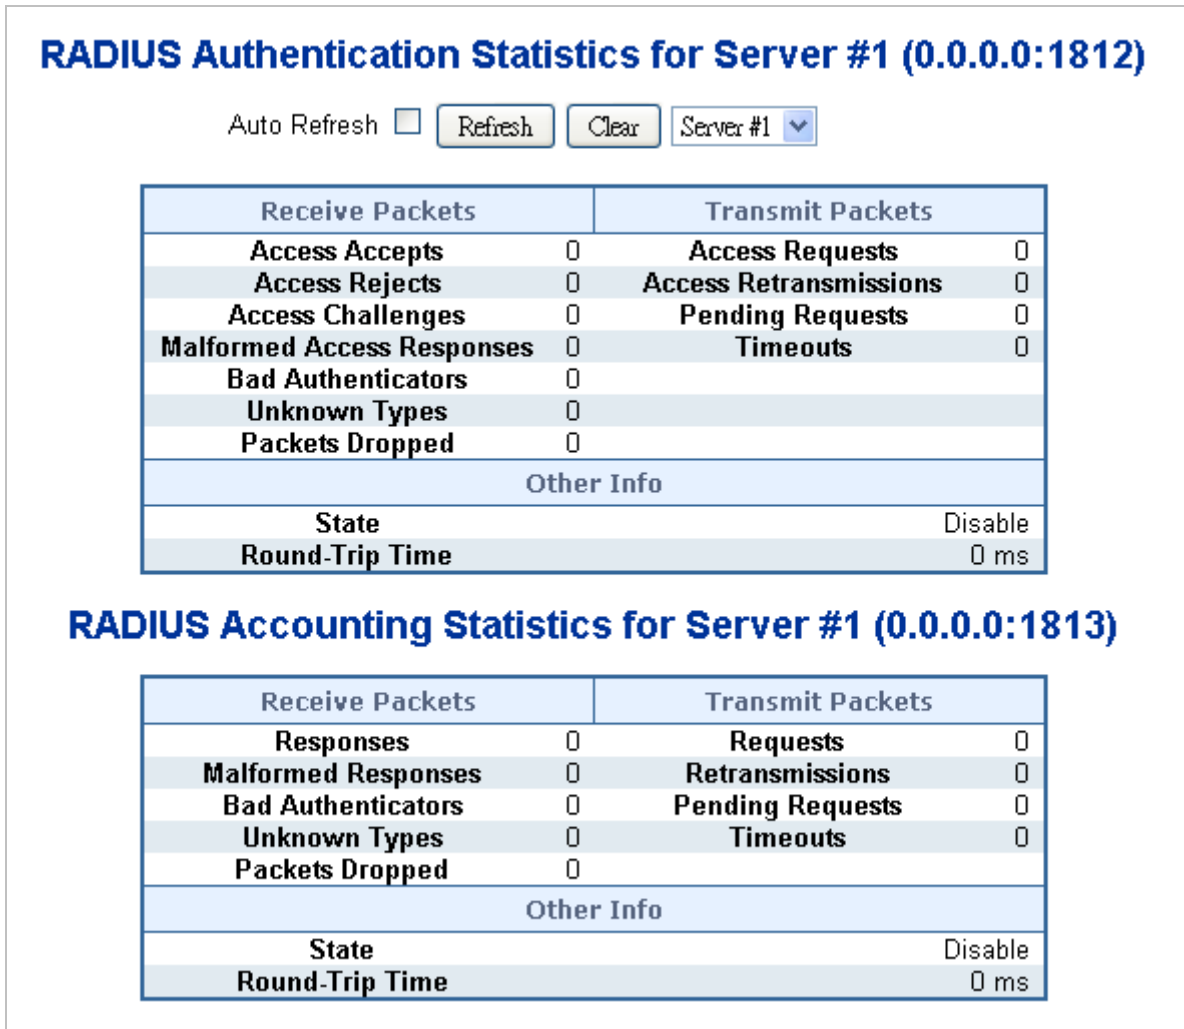 RADIUS Authentication Statistics for Server #1 (0.0.0.0:1812)
Auto Refresh Refresh Clear Server #1
Receive Packets Transmit Packets
Access Accepts 0 Access Requests 0
Access Rejects 0 Access Retransmissions 0
Access Challenges 0 Pending Requests 0
Malformed Access Responses 0 Timeouts 0
Bad Authenticators 0
Unknown Types 0
Packets Dropped 0
Other Info
State Disable
Round-Trip Time 0 ms
RADIUS Accounting Statistics for Server #1 (0.0.0.0:1813)
Receive Packets Transmit Packets
Responses 0 Requests 0
Malformed Responses 0 Retransmissions 0
Bad Authenticators 0 Pending Requests 0
Unknown Types 0 Timeouts 0
Packets Dropped 0
Other Info
State Disable
Round-Trip Time 0 ms